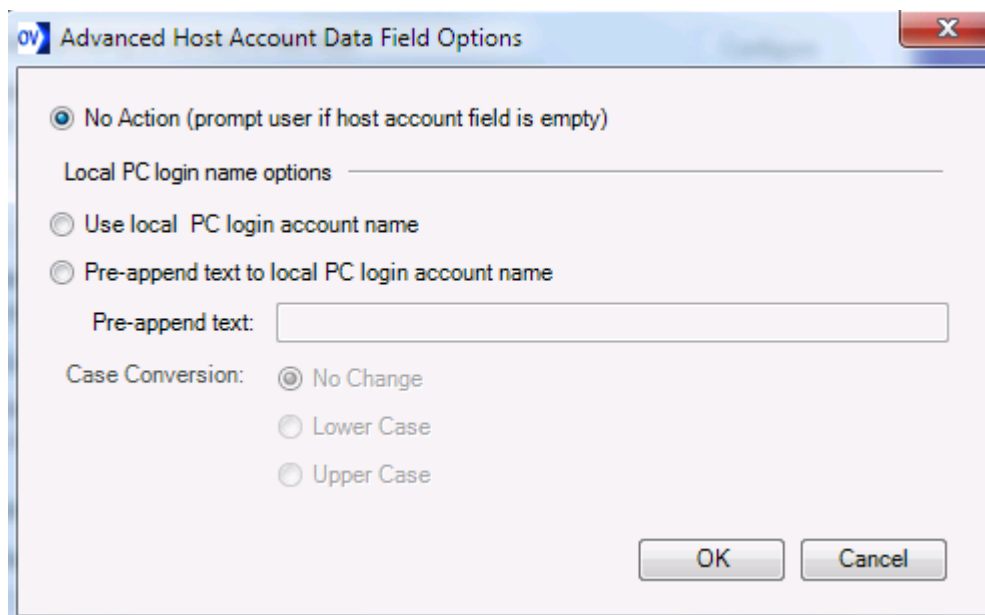 OV Advanced Host Account Data Field Options
No Action (prompt user if host account field is empty)
Local PC login name options
Use local PC login account name
Pre-append text to local PC login account name
Pre-append text:
Case Conversion: No Change
Lower Case
Upper Case
OK Cancel